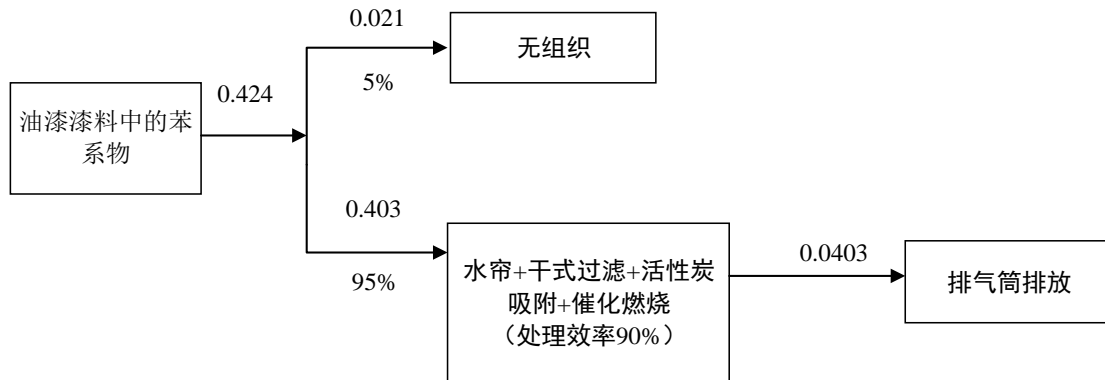 0.021
无组织
5%
0.424
油漆漆料中的苯
系物
0.403
95%
水帘+干式过滤+活性炭
吸附+催化燃烧
（处理效率90%）
0.0403
排气筒排放